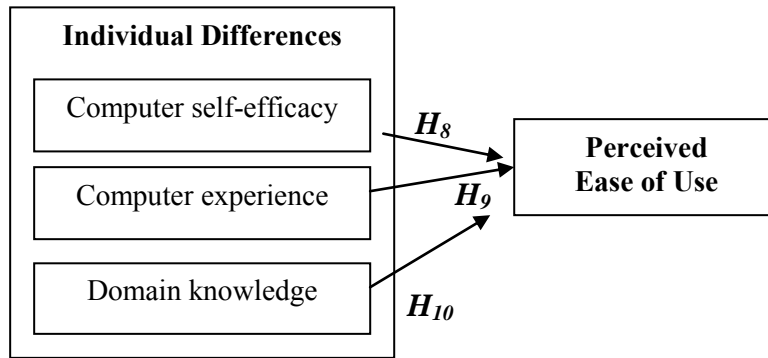 Individual Differences
Computer self-efficacy
H8
Perceived
Ease of Use
Computer experience
H9
Domain knowledge
H10